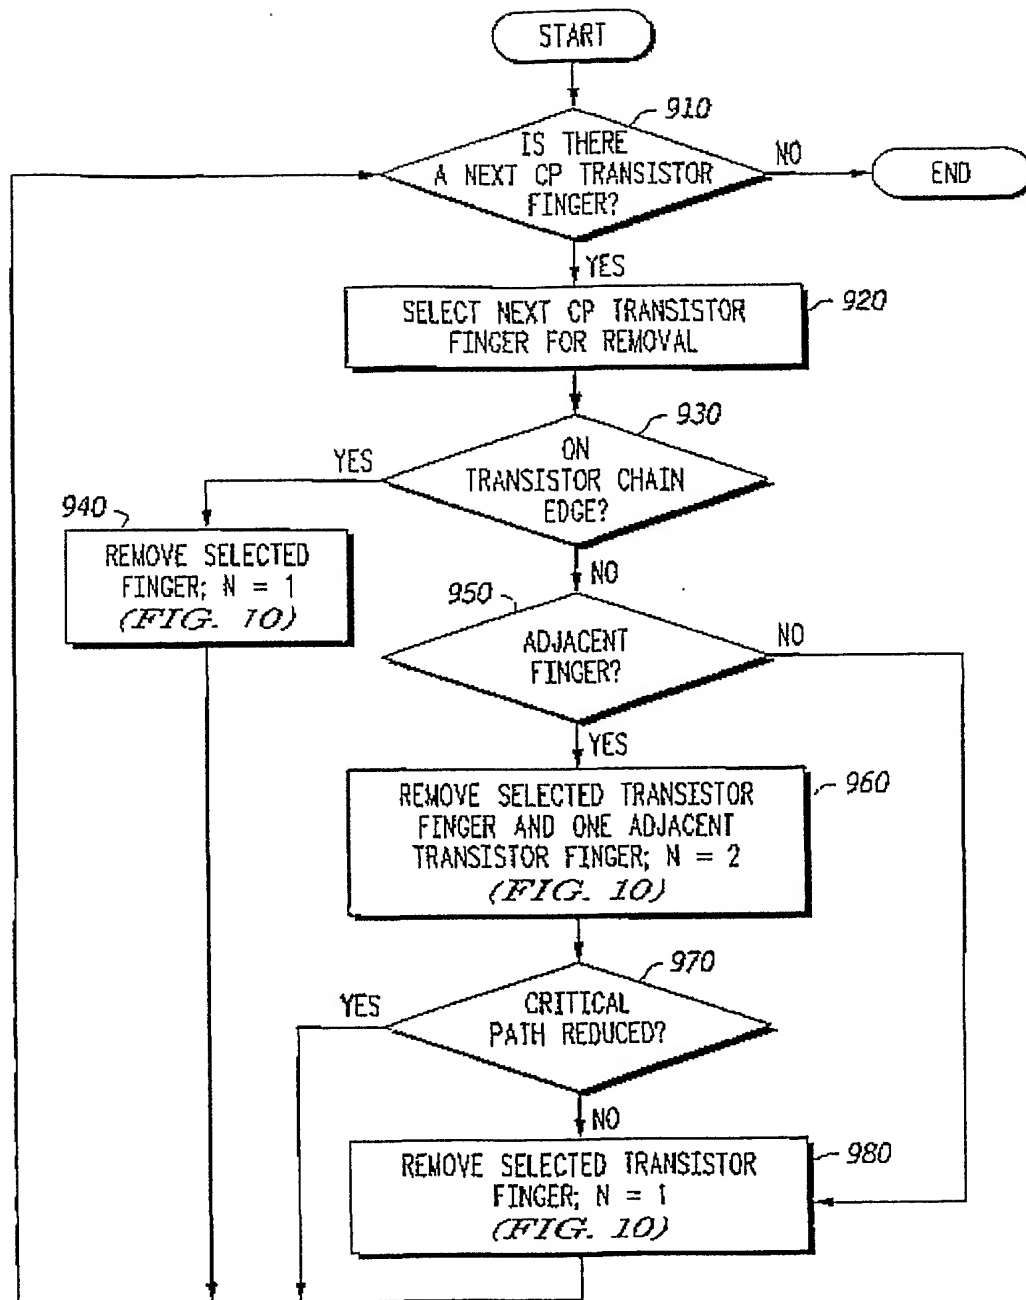 START
910
IS THERE
A NEXT CP TRANSISTOR
FINGER?
NO
END
YES
SELECT NEXT CP TRANSISTOR
FINGER FOR REMOVAL
920
930
ON
TRANSISTOR CHAIN
EDGE?
YES
940
REMOVE SELECTED
FINGER; N = 1
(FIG. 10)
NO
950
ADJACENT
FINGER?
NO
YES
REMOVE SELECTED TRANSISTOR
FINGER AND ONE ADJACENT
TRANSISTOR FINGER; N = 2
(FIG. 10)
960
970
YES
CRITICAL
PATH REDUCED?
NO
REMOVE SELECTED TRANSISTOR
FINGER; N = 1
(FIG. 10)
980